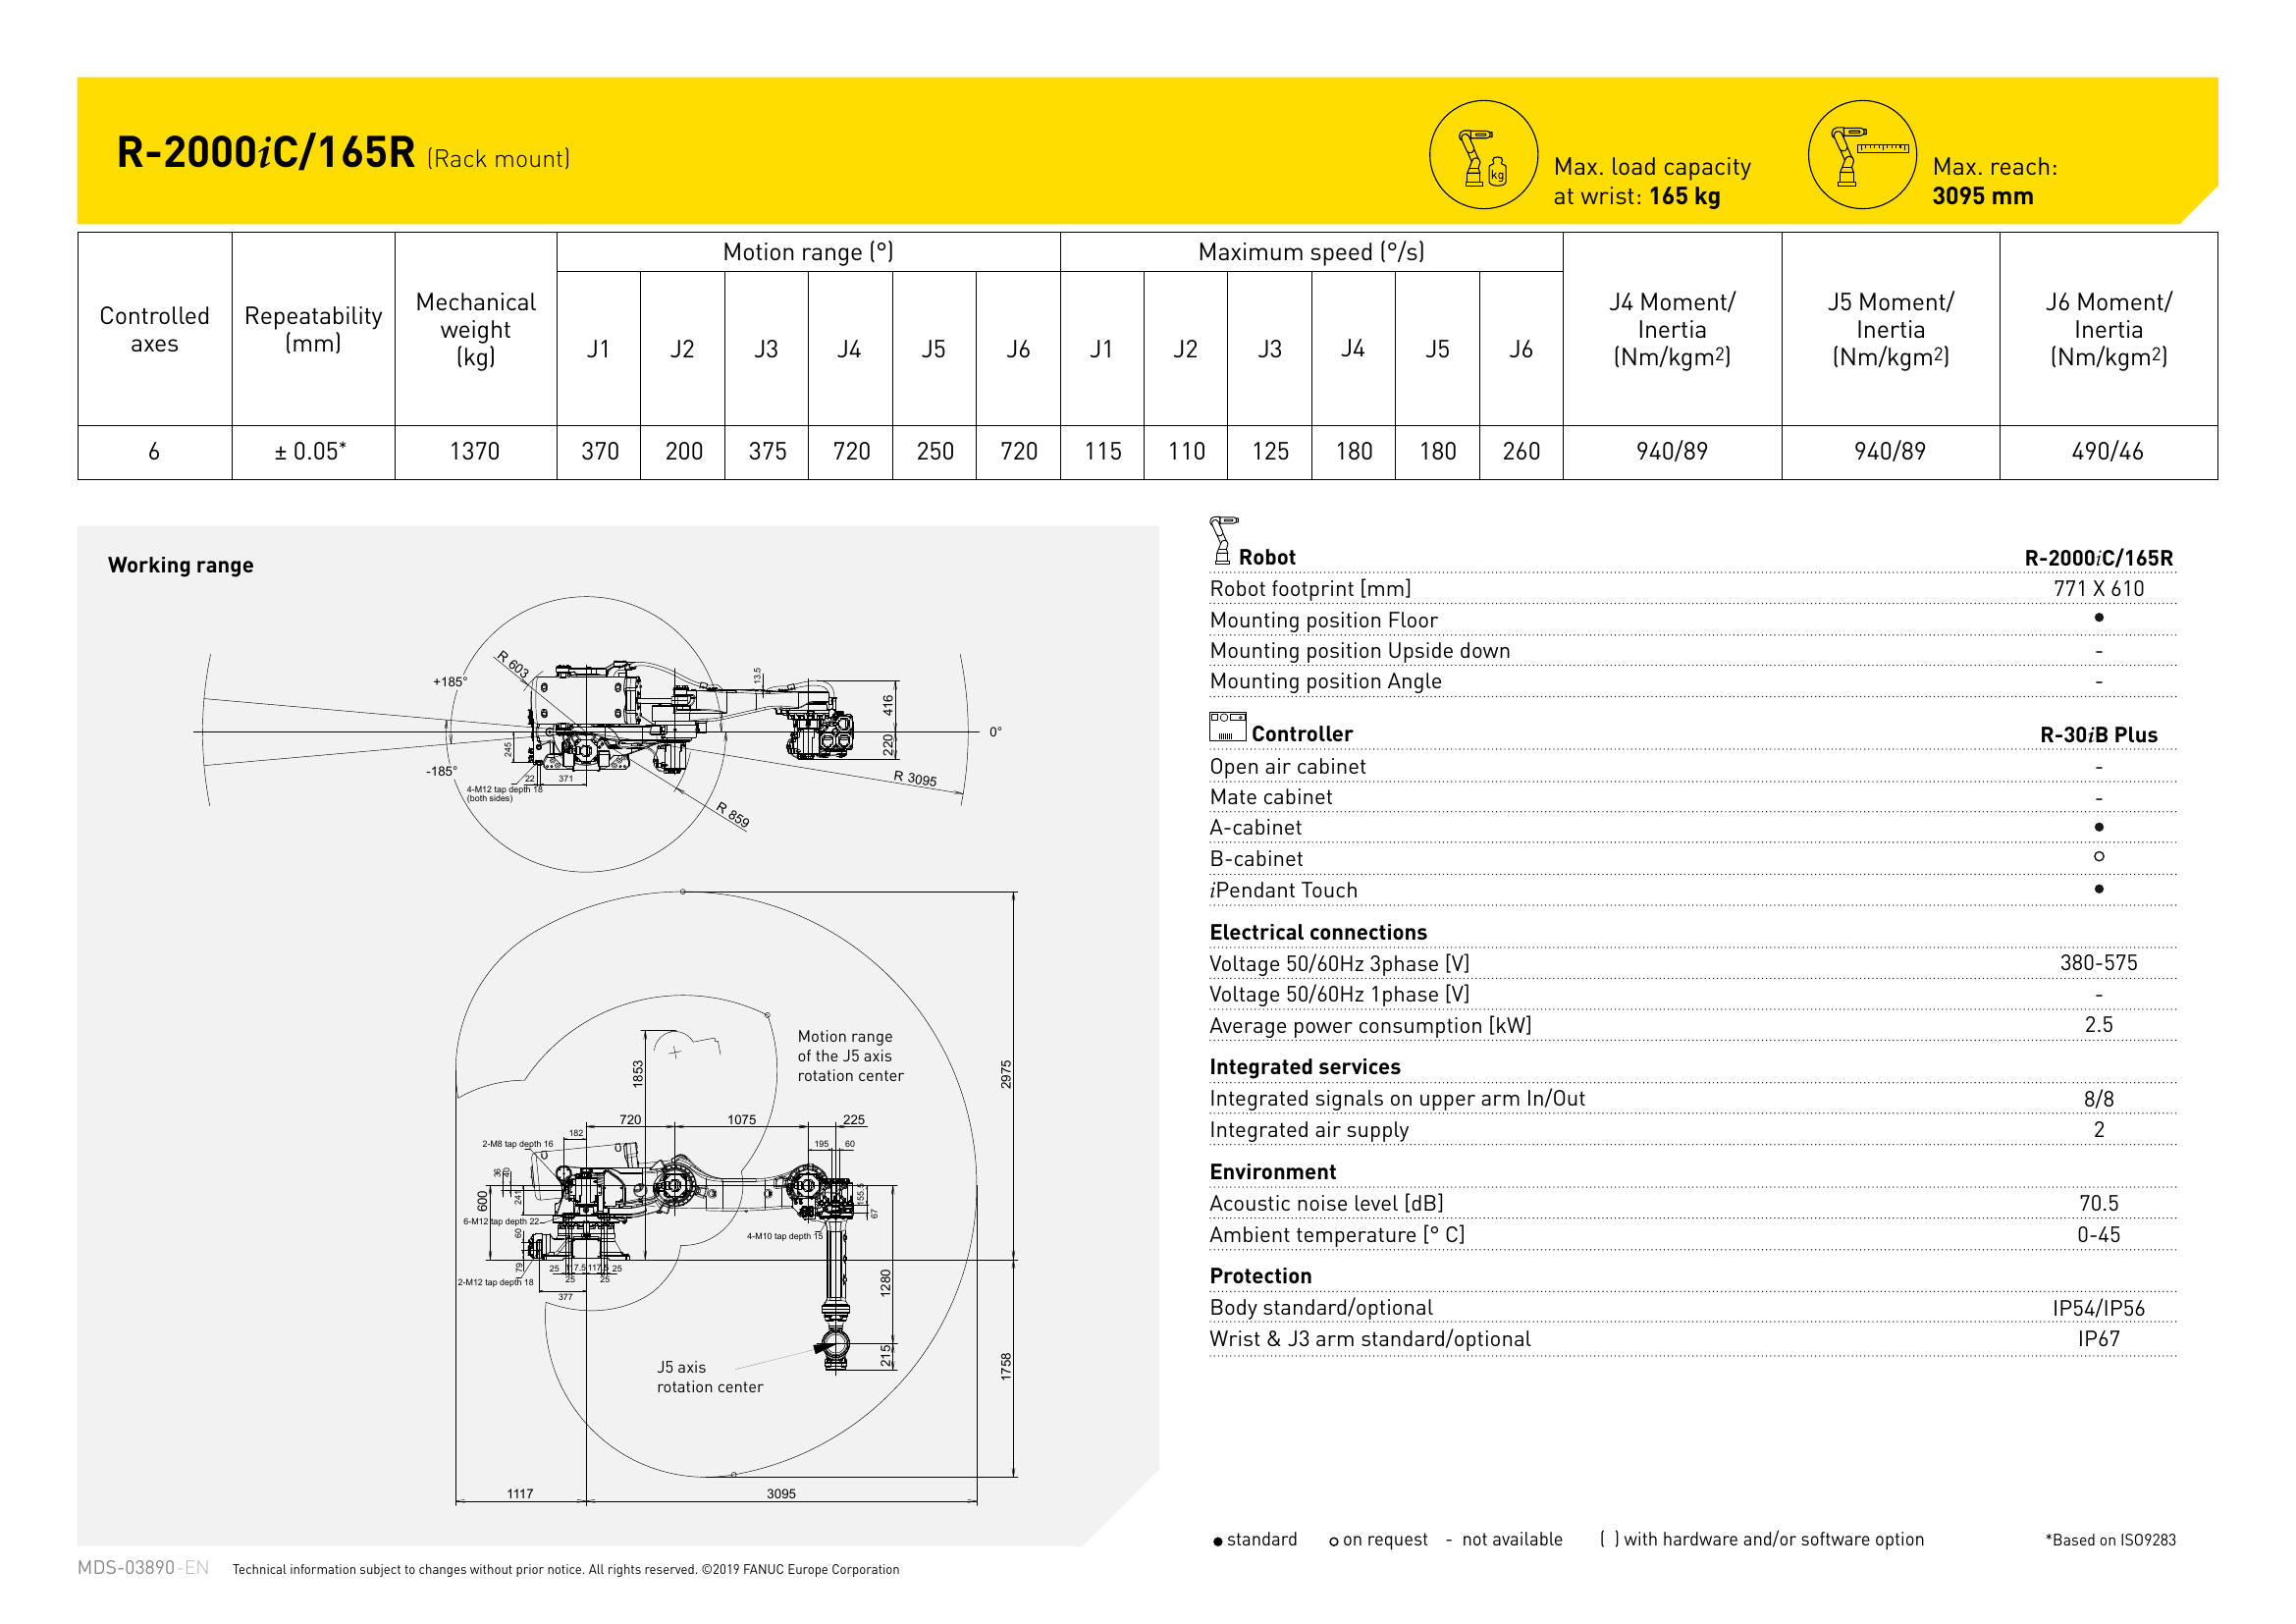 R-2000iC/165R (Rack mount)
kg
Max. load capacity
at wrist: 165 kg
Max. reach:
3095 mm
Controlled
axes
Repeatability
(mm)
Mechanical
weight
(kg)
Motion range (°)
Maximum speed (°/s)
J4 Moment/
Inertia
(Nm/kgm2)
J5 Moment/
Inertia
(Nm/kgm2)
J6 Moment/
Inertia
(Nm/kgm2)
J1 J2 J3 J4 J5 J6 J1 J2 J3 J4 J5 J6
6 ± 0.05* 1370 370 200 375 720 250 720 115 110 125 180 180 260 940/89 940/89 490/46
Working range
R 603
+185°
13.5
416
0°
245
220
-185°
22 371
R 3095
4-M12 tap depth 18
(both sides)
R 859
Motion range
of the J5 axis
rotation center
1853
2975
720 1075 225
182
2-M8 tap depth 16
195 60
36
40
241
600
155.5
67
6-M12 tap depth 22
60
4-M10 tap depth 15
79
25 117.5 117.5 25
25 25
2-M12 tap depth 18
377
1280
215
J5 axis
rotation center
1758
1117 3095
Robot R-2000iC/165R
Robot footprint [mm] 771 X 610
Mounting position Floor ●
Mounting position Upside down -
Mounting position Angle -
Controller R-30iB Plus
Open air cabinet -
Mate cabinet -
A-cabinet ●
B-cabinet ○
iPendant Touch ●
Electrical connections
Voltage 50/60Hz 3phase [V] 380-575
Voltage 50/60Hz 1phase [V] -
Average power consumption [kW] 2.5
Integrated services
Integrated signals on upper arm In/Out 8/8
Integrated air supply 2
Environment
Acoustic noise level [dB] 70.5
Ambient temperature [° C] 0-45
Protection
Body standard/optional IP54/IP56
Wrist & J3 arm standard/optional IP67
● standard ○ on request - not available ( ) with hardware and/or software option *Based on ISO9283
MDS-03890-EN Technical information subject to changes without prior notice. All rights reserved. ©2019 FANUC Europe Corporation